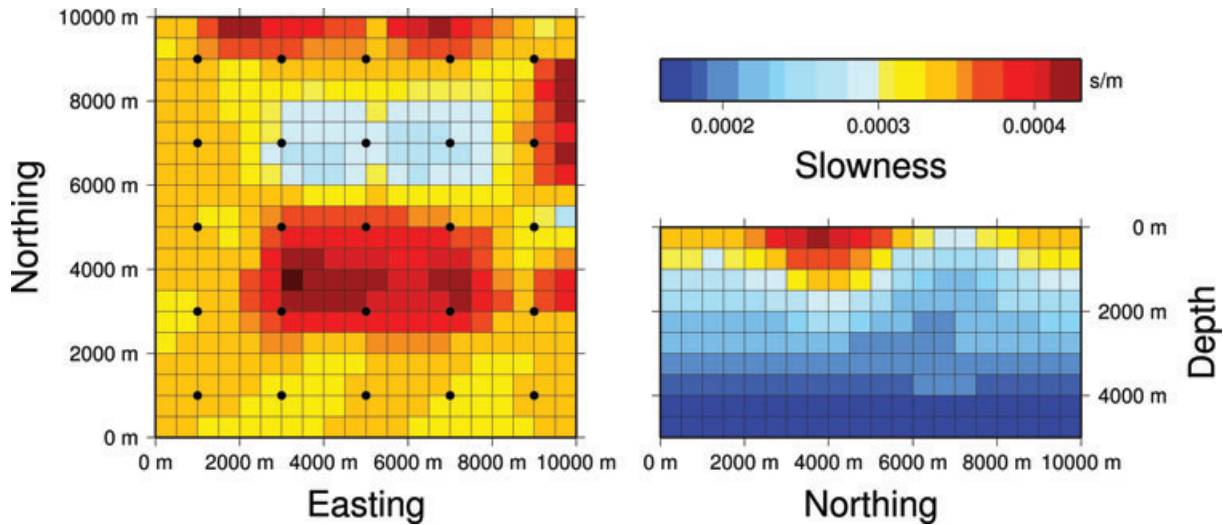 10000 m
8000 m
6000 m
4000 m
2000 m
0 m
Northing
0 m 2000 m 4000 m 6000 m 8000 m 10000 m
Easting
s/m
0.0002 0.0003 0.0004
Slowness
0 m
2000 m
4000 m
Depth
0 m 2000 m 4000 m 6000 m 8000 m 10000 m
Northing